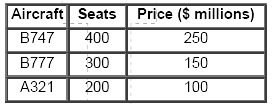 Aircraft Seats Price ($ millions)
B747 400 250
B777 300 150
A321 200 100